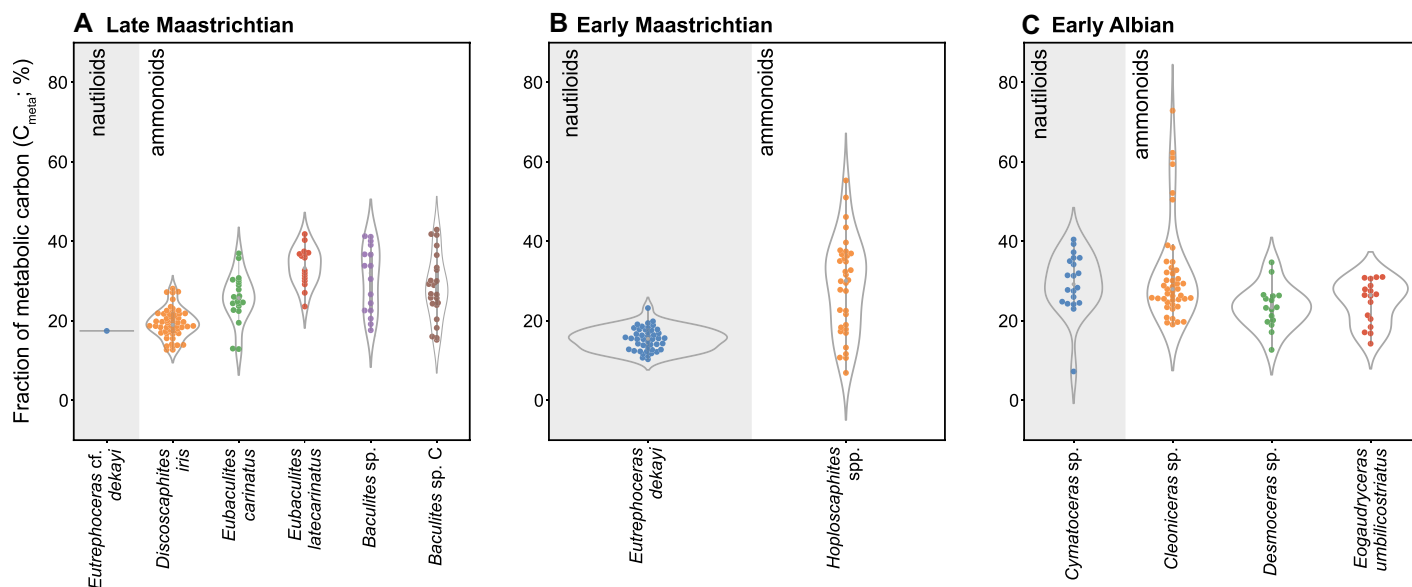 A Late Maastrichtian
B Early Maastrichtian
C Early Albian
Fraction of metabolic carbon (Cmeta; %)
80
60
40
20
0
nautiloids
ammonoids
Eutrephoceras cf.
dekayi
Discoscaphites
iris
Eubaculites
carinatus
Eubaculites
latecarinatus
Baculites sp.
Baculites sp. C
80
60
40
20
0
nautiloids
ammonoids
Eutrephoceras
dekayi
Hoploscaphites
spp.
80
60
40
20
0
nautiloids
ammonoids
Cymatoceras sp.
Cleoniceras sp.
Desmoceras sp.
Eogaudryceras
umbilicostriatus